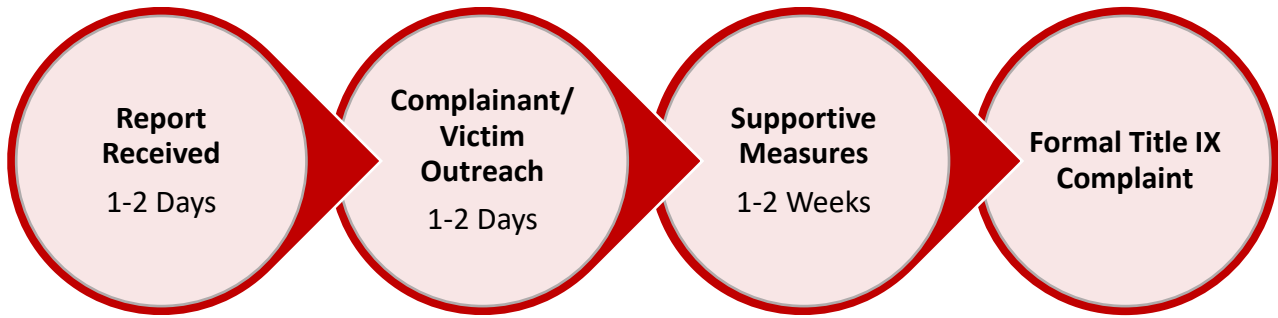 Report
Received
1-2 Days
Complainant/
Victim
Outreach
1-2 Days
Supportive
Measures
1-2 Weeks
Formal Title IX
Complaint